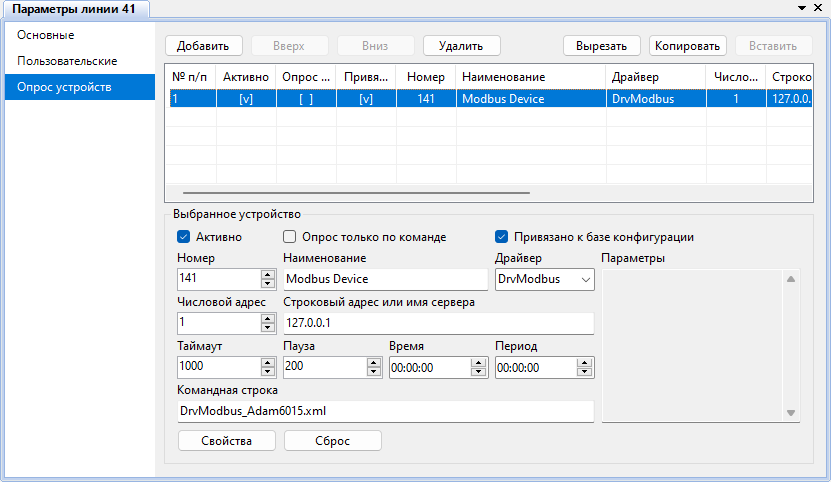 Параметры линии 41
Основные
Пользовательские
Опрос устройств
Добавить Вверх Вниз Удалить Вырезать Копировать Вставить
№ п/п Активно Опрос ... Привя... Номер Наименование Драйвер Число... Строко
1 [v] [ ] [v] 141 Modbus Device DrvModbus 1 127.0.0.
Выбранное устройство
Активно Опрос только по команде Привязано к базе конфигурации
Номер Наименование Драйвер Параметры
141 Modbus Device DrvModbus
Числовой адрес Строковый адрес или имя сервера
1 127.0.0.1
Таймаут Пауза Время Период
1000 200 00:00:00 00:00:00
Командная строка
DrvModbus_Adam6015.xml
Свойства Сброс